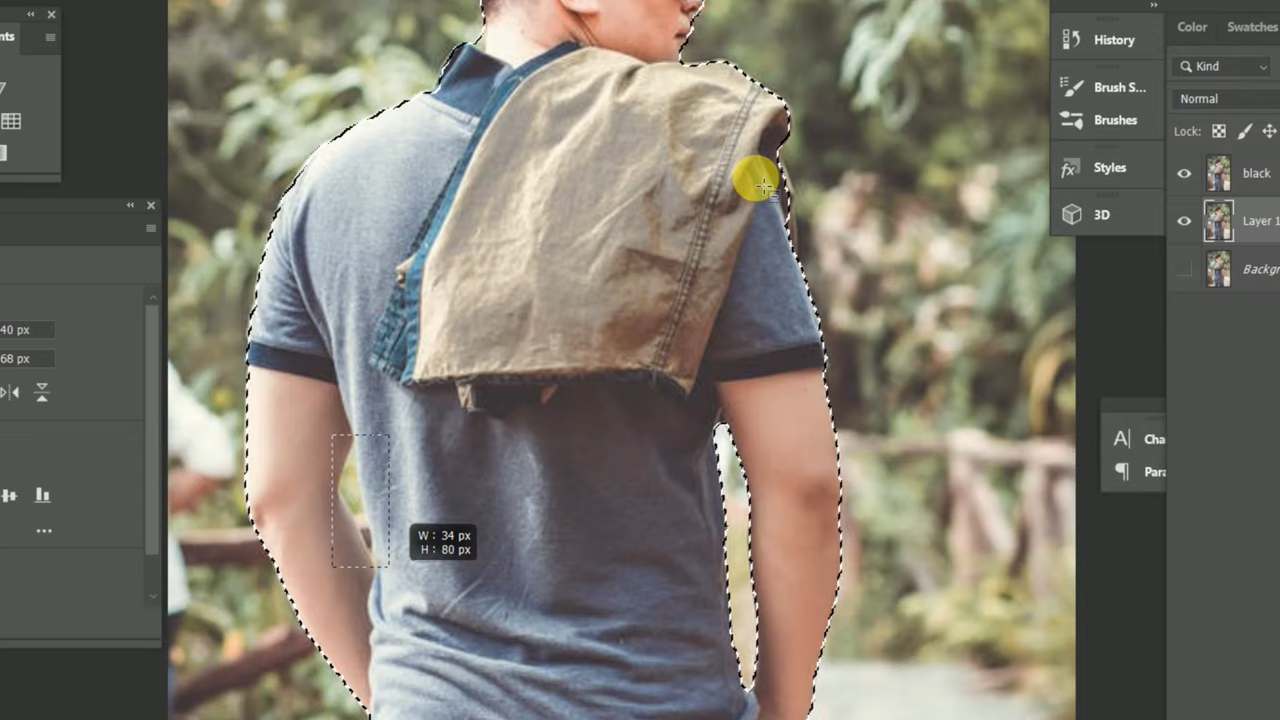 nts
40 px
68 px
W : 34 px
H : 80 px
History
Brush S...
Brushes
Styles
3D
A| Cha
Para
Color Swatches
Kind
Normal
Lock:
black
Layer 1
Backgr